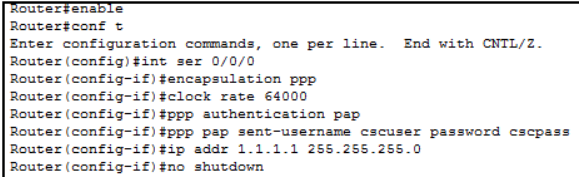 Router#enable
Router#conf t
Enter configuration commands, one per line.  End with CNTL/Z.
Router(config)#int ser 0/0/0
Router(config-if)#encapsulation ppp
Router(config-if)#clock rate 64000
Router(config-if)#ppp authentication pap
Router(config-if)#ppp pap sent-username cscuser password cscpass
Router(config-if)#ip addr 1.1.1.1 255.255.255.0
Router(config-if)#no shutdown